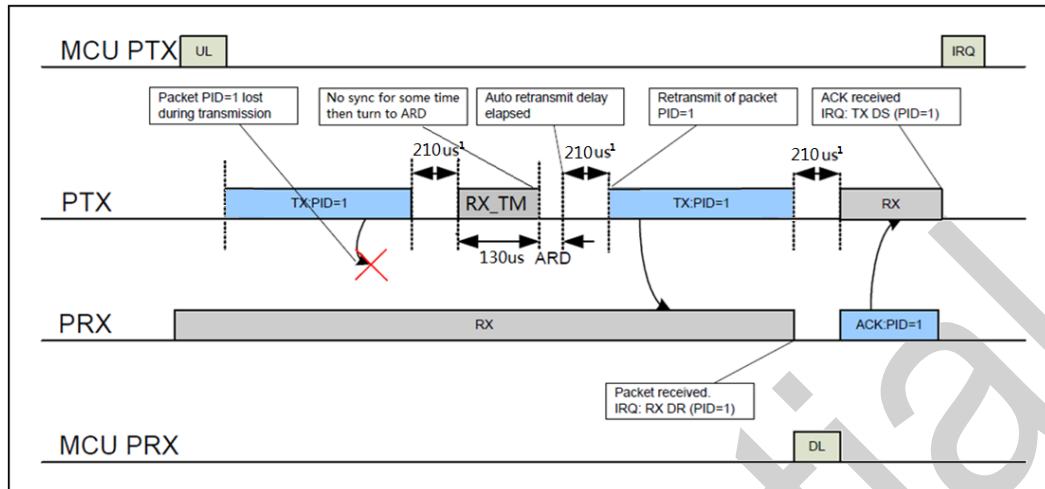 MCU PTX
UL
IRQ
Packet PID=1 lost
during transmission
No sync for some time
then turn to ARD
Auto retransmit delay
elapsed
Retransmit of packet
PID=1
ACK received
IRQ: TX DS (PID=1)
210us¹
210us¹
210us¹
PTX
TX:PID=1
RX_TM
TX:PID=1
RX
130us
ARD
PRX
RX
ACK:PID=1
Packet received.
IRQ: RX DR (PID=1)
MCU PRX
DL